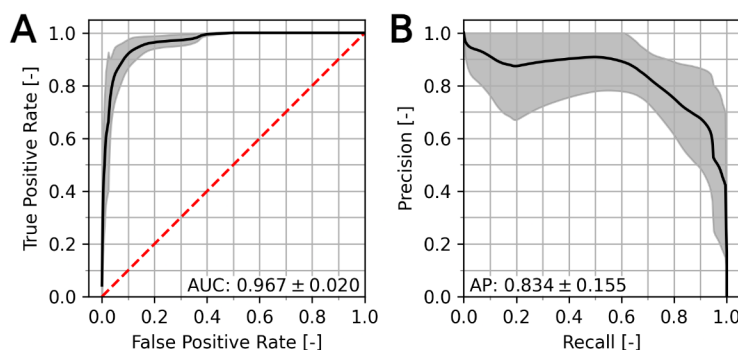 A
True Positive Rate [-]
1.0
0.8
0.6
0.4
0.2
0.0
AUC: 0.967 ± 0.020
0.0 0.2 0.4 0.6 0.8 1.0
False Positive Rate [-]
B
Precision [-]
1.0
0.8
0.6
0.4
0.2
0.0
AP: 0.834 ± 0.155
0.0 0.2 0.4 0.6 0.8 1.0
Recall [-]